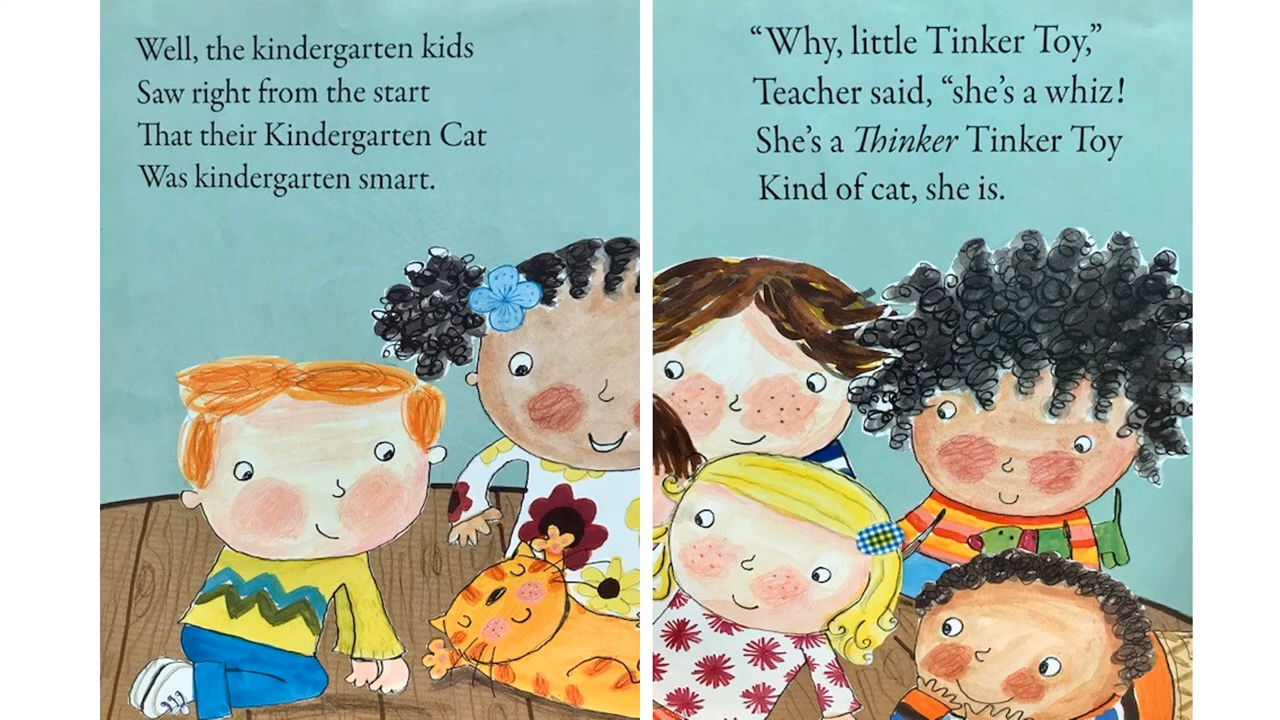 Well, the kindergarten kids
Saw right from the start
That their Kindergarten Cat
Was kindergarten smart.
“Why, little Tinker Toy,”
Teacher said, “she’s a whiz!
She’s a Thinker Tinker Toy
Kind of cat, she is.